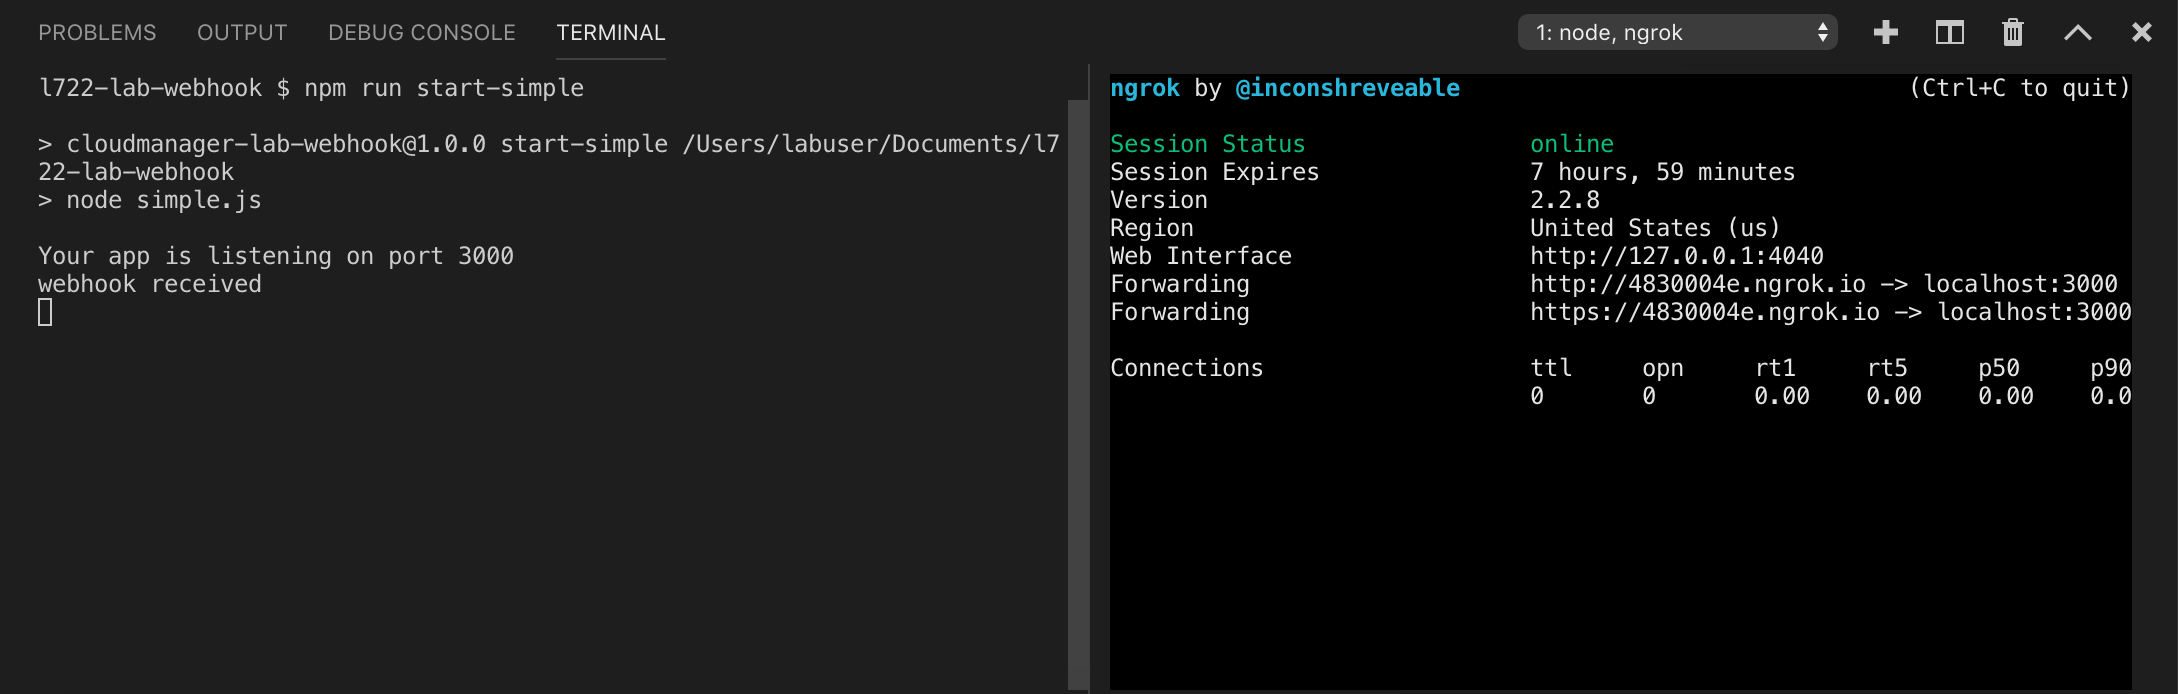 PROBLEMS OUTPUT DEBUG CONSOLE TERMINAL 1: node, ngrok
l722-lab-webhook $ npm run start-simple
> cloudmanager-lab-webhook@1.0.0 start-simple /Users/labuser/Documents/l7
22-lab-webhook
> node simple.js
Your app is listening on port 3000
webhook received
ngrok by @inconshreveable (Ctrl+C to quit)
Session Status online
Session Expires 7 hours, 59 minutes
Version 2.2.8
Region United States (us)
Web Interface http://127.0.0.1:4040
Forwarding http://4830004e.ngrok.io -> localhost:3000
Forwarding https://4830004e.ngrok.io -> localhost:3000
Connections ttl opn rt1 rt5 p50 p90
0 0 0.00 0.00 0.00 0.0